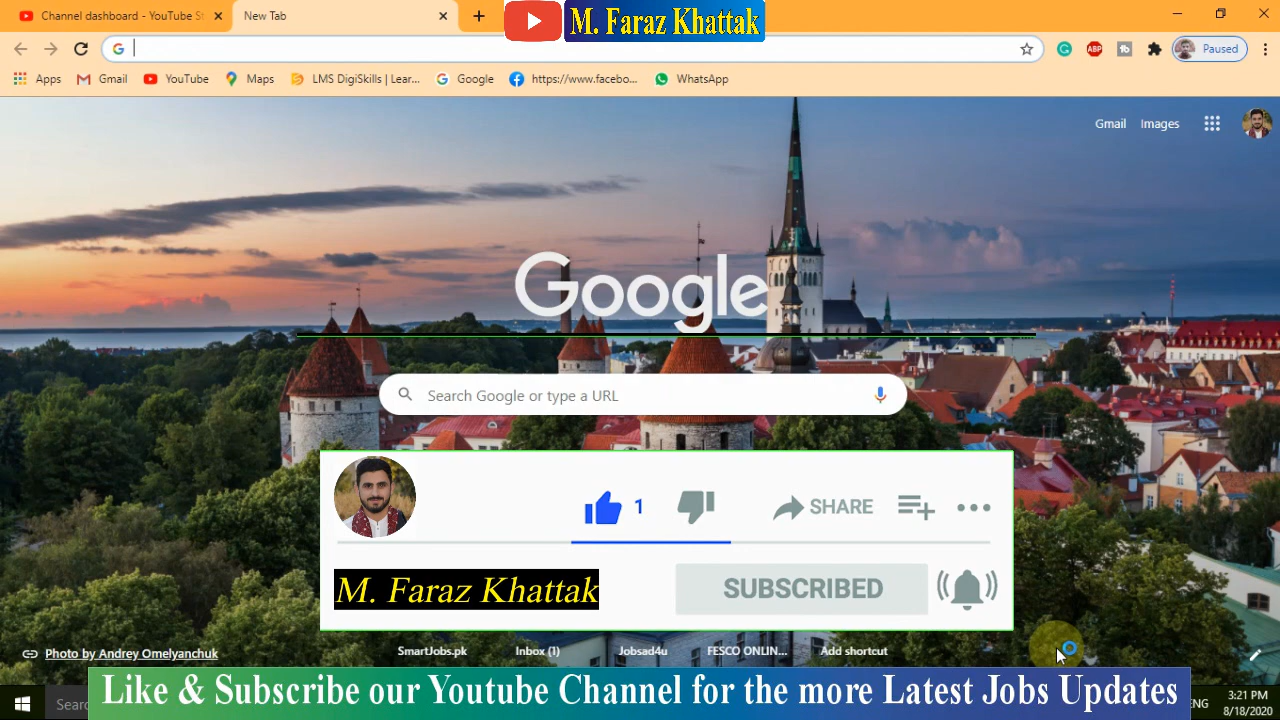 Channel dashboard - YouTube St
New Tab
M. Faraz Khattak
ABP
Paused
Apps
Gmail
YouTube
Maps
LMS DigiSkills | Lear...
Google
https://www.facebo...
WhatsApp
Gmail
Images
Google
Search Google or type a URL
1
SHARE
M. Faraz Khattak
SUBSCRIBED
Photo by Andrey Omelyanchuk
SmartJobs.pk
Inbox (1)
Jobsad4u
FESCO ONLIN...
Add shortcut
Like & Subscribe our Youtube Channel for the more Latest Jobs Updates
Searc
ENG
3:21 PM
8/18/2020